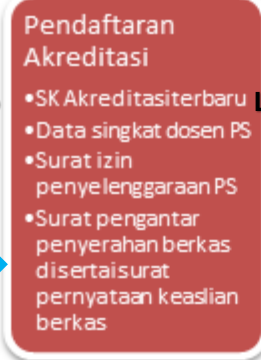 Pendaftaran
Akreditasi
•SK Akreditasiterbaru
•Data singkat dosen PS
•Surat izin
penyelenggaraan PS
•Surat pengantar
penyerahan berkas
disertaisurat
pernyataan keaslian
berkas